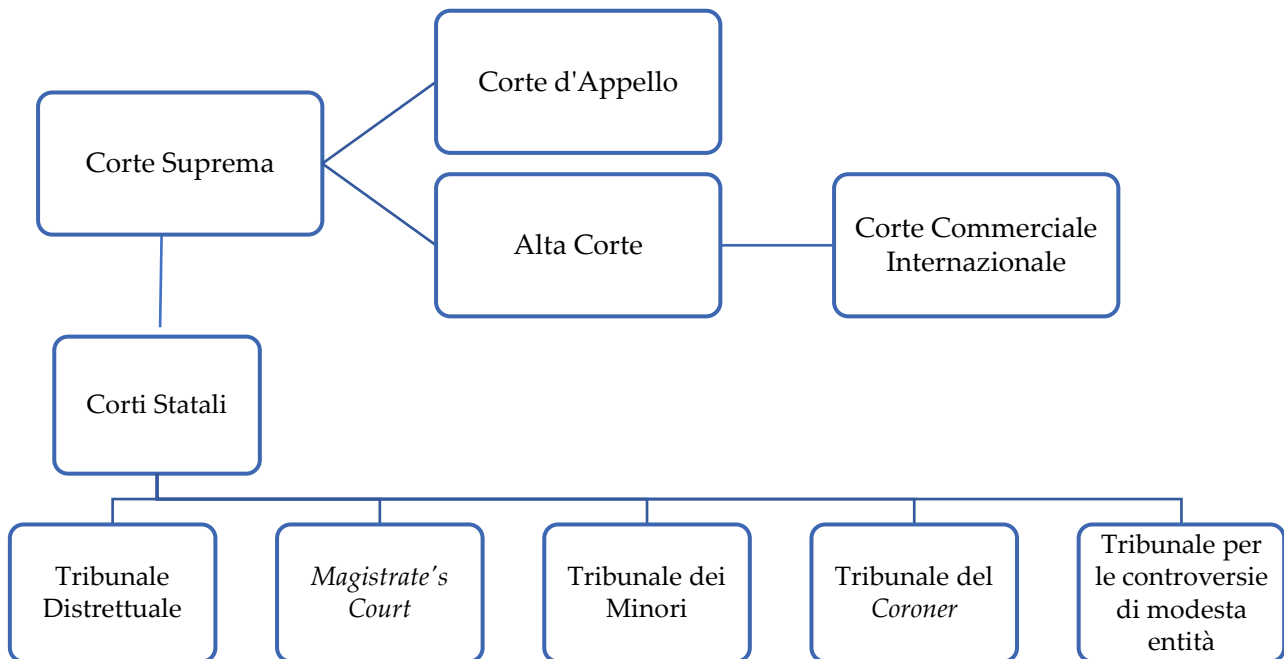 Corte d'Appello
Corte Suprema
Alta Corte
Corte Commerciale
Internazionale
Corti Statali
Tribunale
Distrettuale
Magistrate's
Court
Tribunale dei
Minori
Tribunale del
Coroner
Tribunale per
le controversie
di modesta
entità